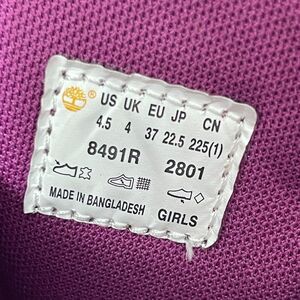 US UK EU JP CN
4.5 4 37 22.5 225(1)
8491R 2801
MADE IN BANGLADESH GIRLS